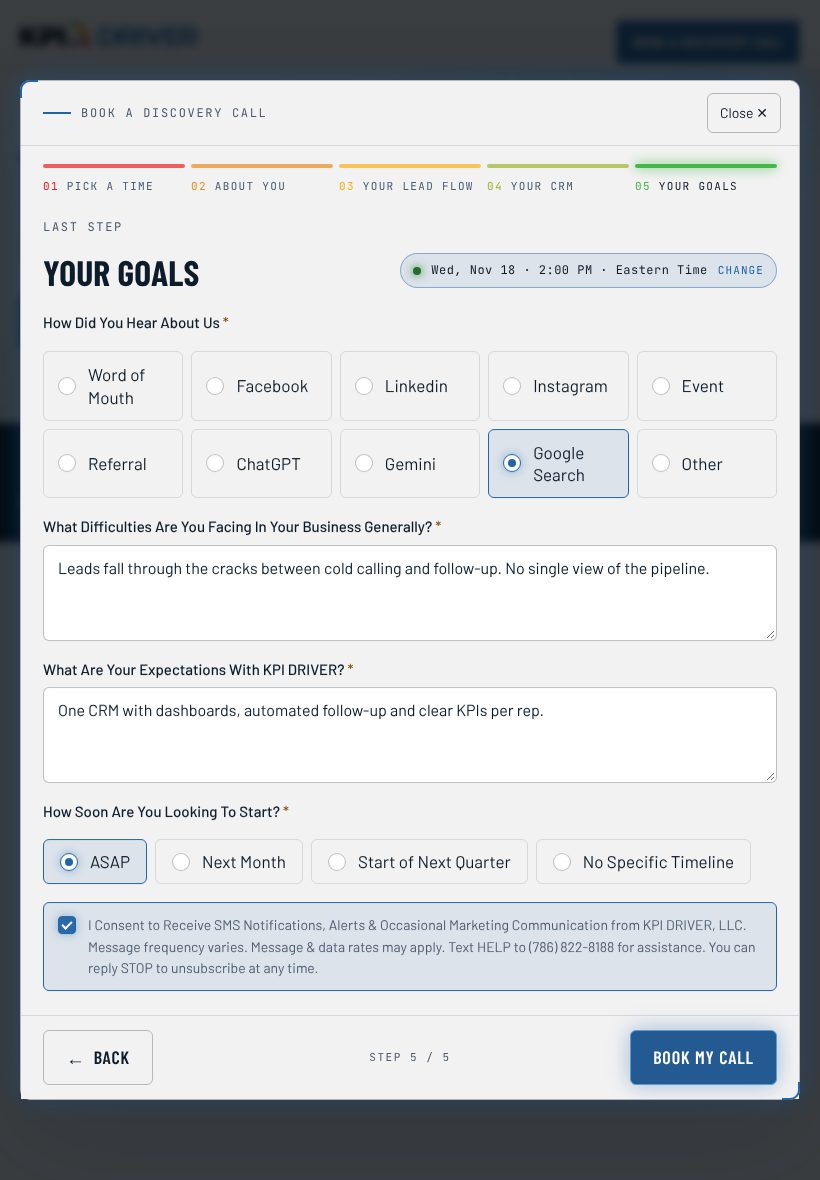 KPI DRIVER
BOOK A DISCOVERY CALL
BOOK A DISCOVERY CALL
Close ✕
01 PICK A TIME
02 ABOUT YOU
03 YOUR LEAD FLOW
04 YOUR CRM
05 YOUR GOALS
LAST STEP
YOUR GOALS
Wed, Nov 18 · 2:00 PM · Eastern Time CHANGE
How Did You Hear About Us *
Word of
Mouth
Facebook
Linkedin
Instagram
Event
Referral
ChatGPT
Gemini
Google
Search
Other
What Difficulties Are You Facing In Your Business Generally? *
Leads fall through the cracks between cold calling and follow-up. No single view of the pipeline.
What Are Your Expectations With KPI DRIVER? *
One CRM with dashboards, automated follow-up and clear KPIs per rep.
How Soon Are You Looking To Start? *
ASAP
Next Month
Start of Next Quarter
No Specific Timeline
I Consent to Receive SMS Notifications, Alerts & Occasional Marketing Communication from KPI DRIVER, LLC.
Message frequency varies. Message & data rates may apply. Text HELP to (786) 822-8188 for assistance. You can
reply STOP to unsubscribe at any time.
← BACK
STEP 5 / 5
BOOK MY CALL